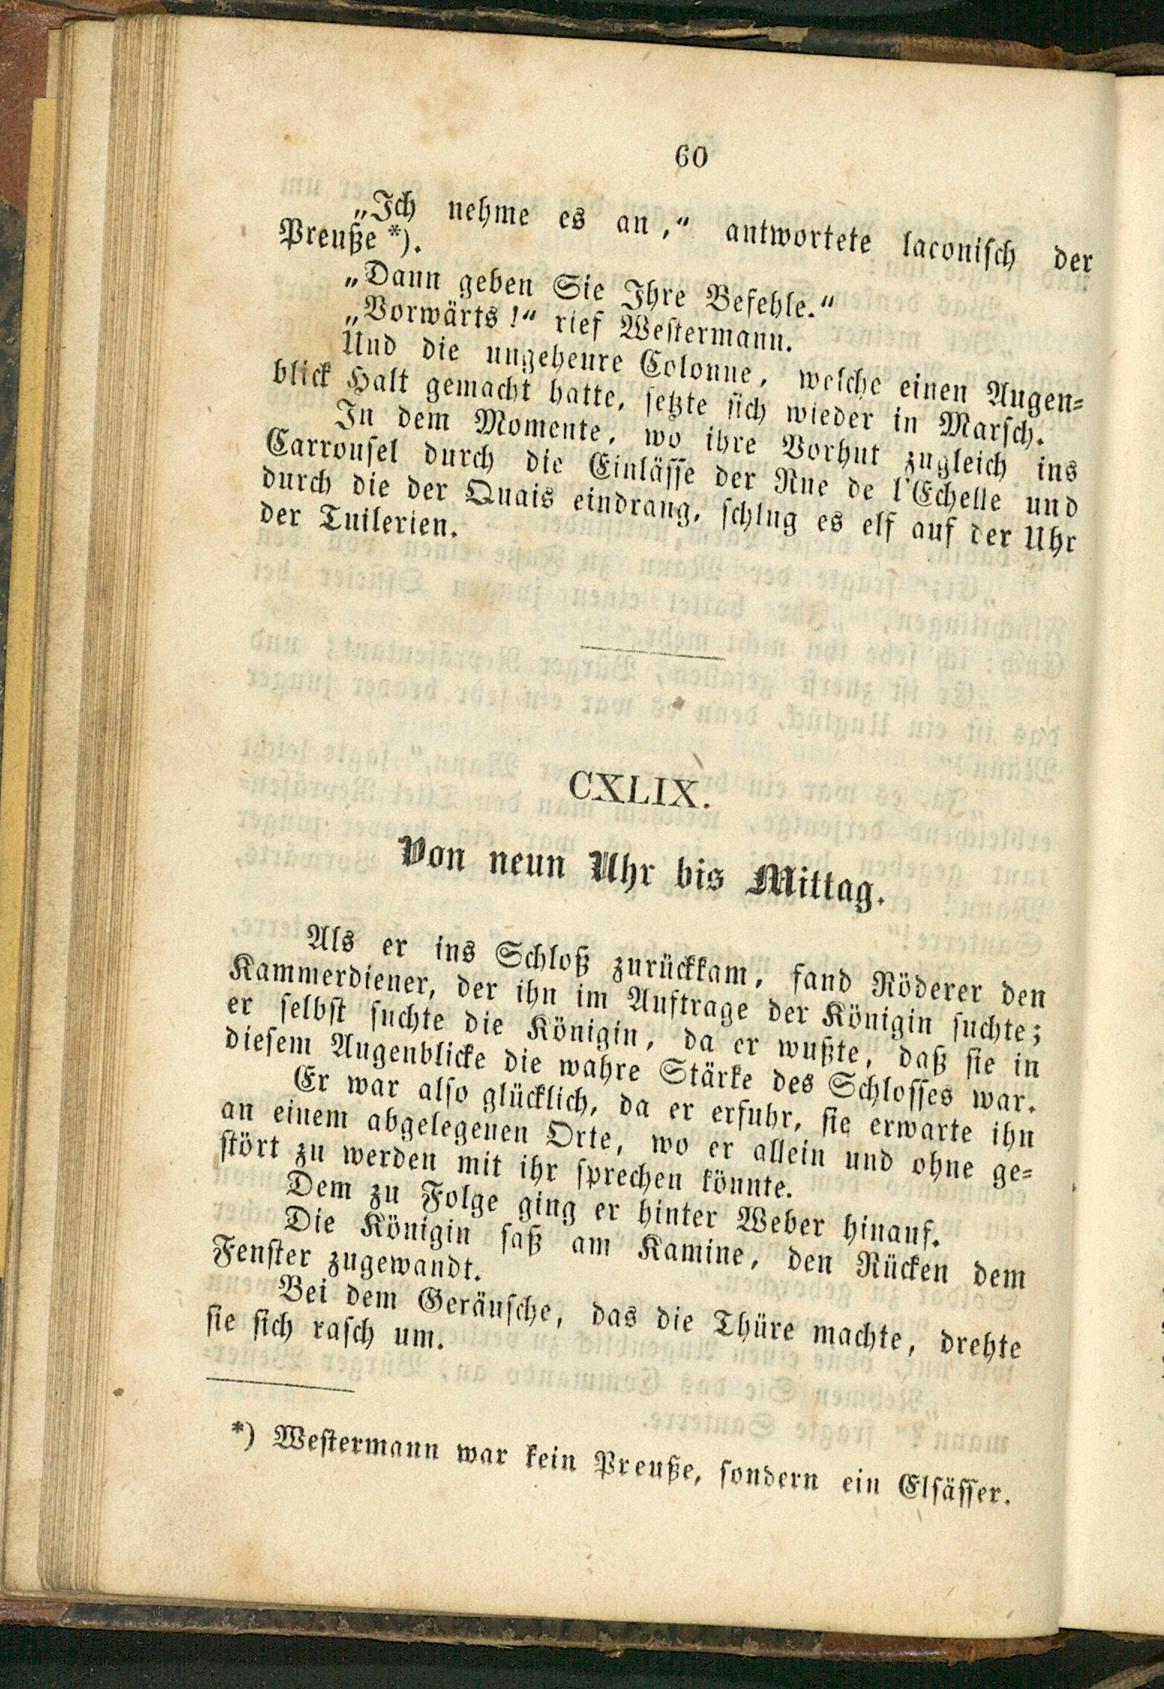 60
„Ich nehme es an,“ antwortete laconisch der
Preuße *).
„Dann geben Sie Ihre Befehle.“
„Vorwärts!“ rief Westermann.
Und die ungeheure Colonne, welche einen Augen-
blick Halt gemacht hatte, setzte sich wieder in Marsch.
In dem Momente, wo ihre Vorhut zugleich ins
Carrousel durch die Einlässe der Rue de l'Echelle und
durch die der Quais eindrang, schlug es elf auf der Uhr
der Tuilerien.
CXLIX.
Von neun Uhr bis Mittag.
Als er ins Schloß zurückkam, fand Röderer den
Kammerdiener, der ihn im Auftrage der Königin suchte;
er selbst suchte die Königin, da er wußte, daß sie in
diesem Augenblicke die wahre Stärke des Schlosses war.
Er war also glücklich, da er erfuhr, sie erwarte ihn
an einem abgelegenen Orte, wo er allein und ohne ge-
stört zu werden mit ihr sprechen könnte.
Dem zu Folge ging er hinter Weber hinauf.
Die Königin saß am Kamine, den Rücken dem
Fenster zugewandt.
Bei dem Geräusche, das die Thüre machte, drehte
sie sich rasch um.
*) Westermann war kein Preuße, sondern ein Elsässer.